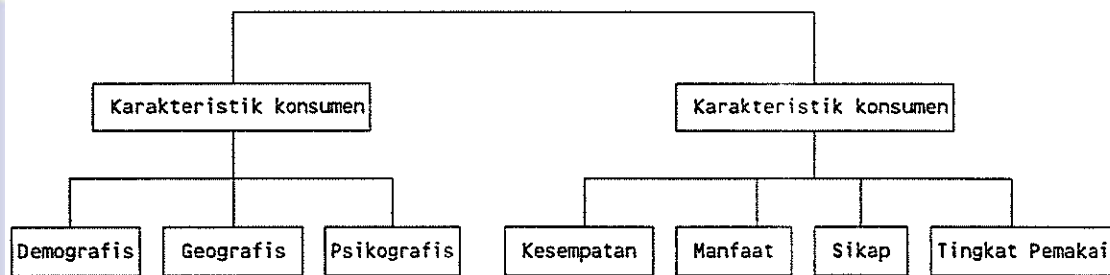 Karakteristik konsumen
Karakteristik konsumen
Demografis
Geografis
Psikografis
Kesempatan
Manfaat
Sikap
Tingkat Pemakai